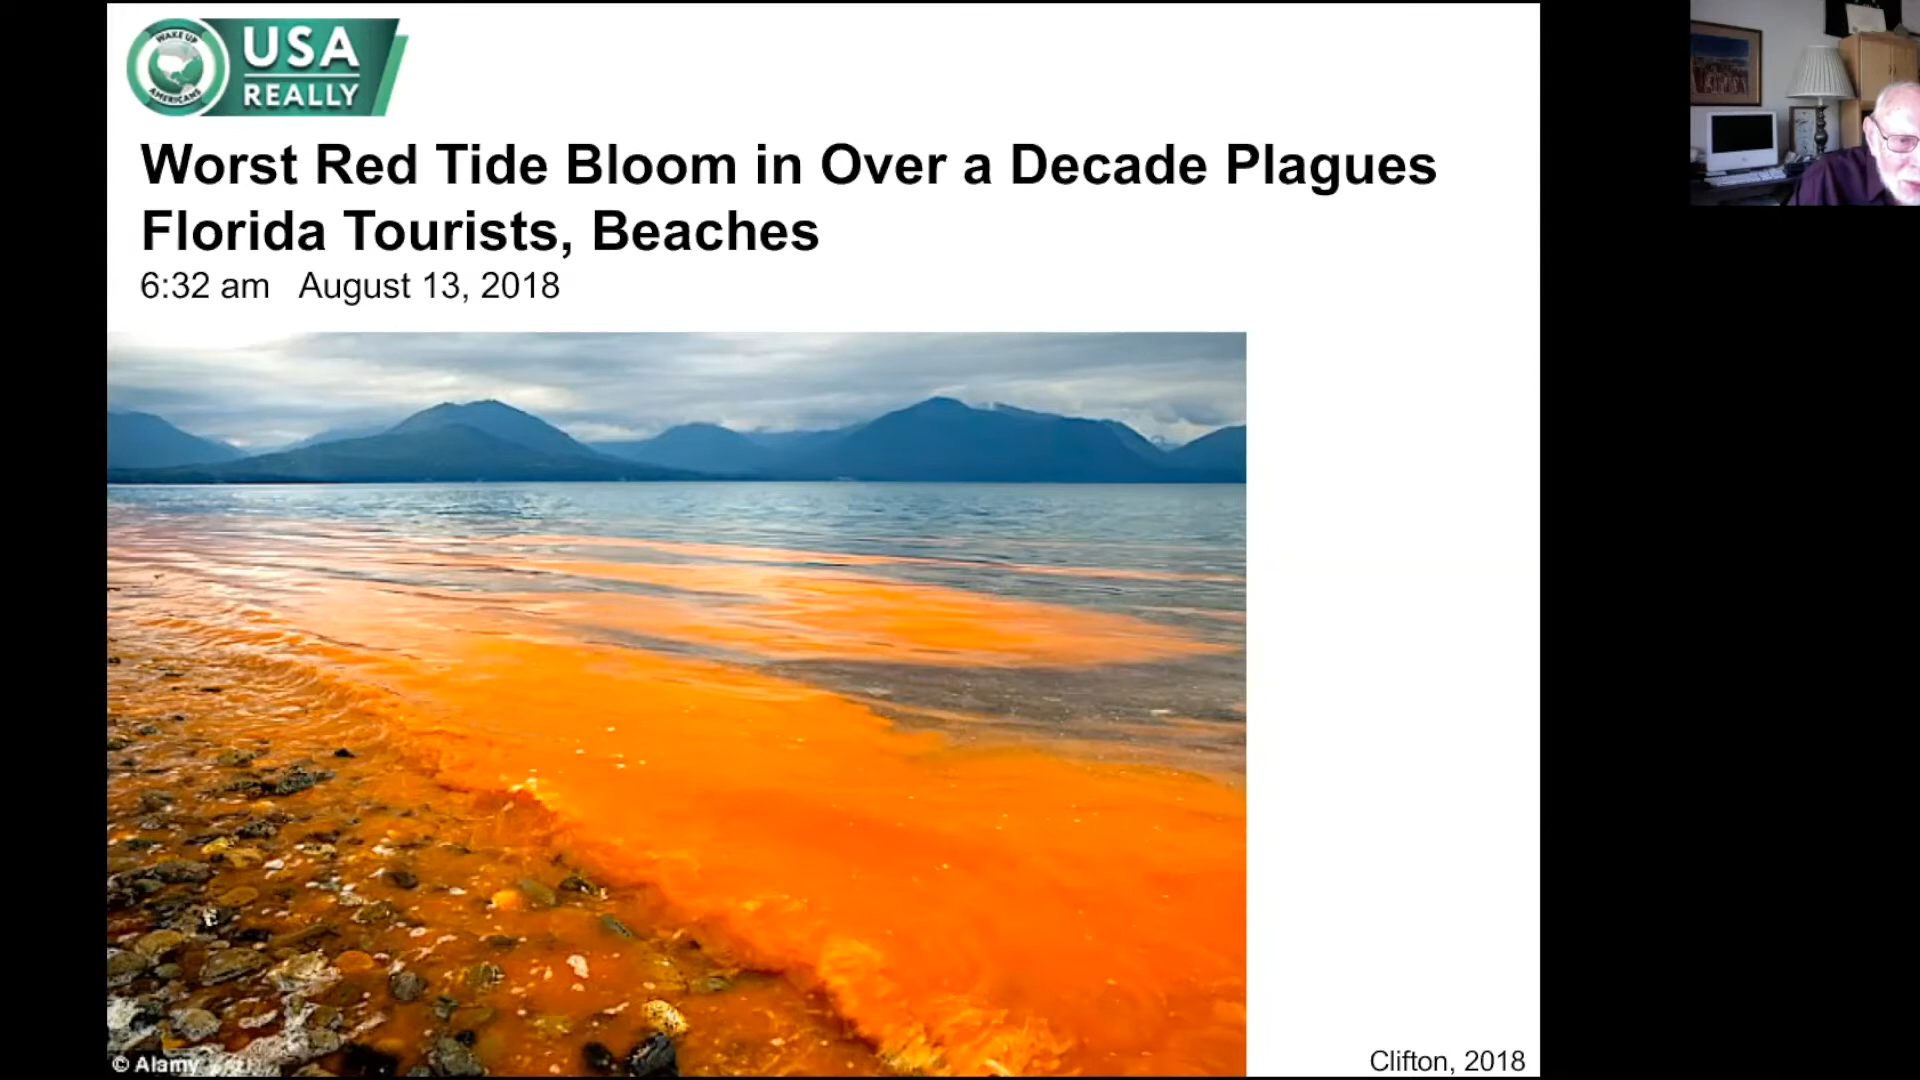 WAKE UP
AMERICANS
USA
REALLY
Worst Red Tide Bloom in Over a Decade Plagues
Florida Tourists, Beaches
6:32 am August 13, 2018
© Alamy
Clifton, 2018